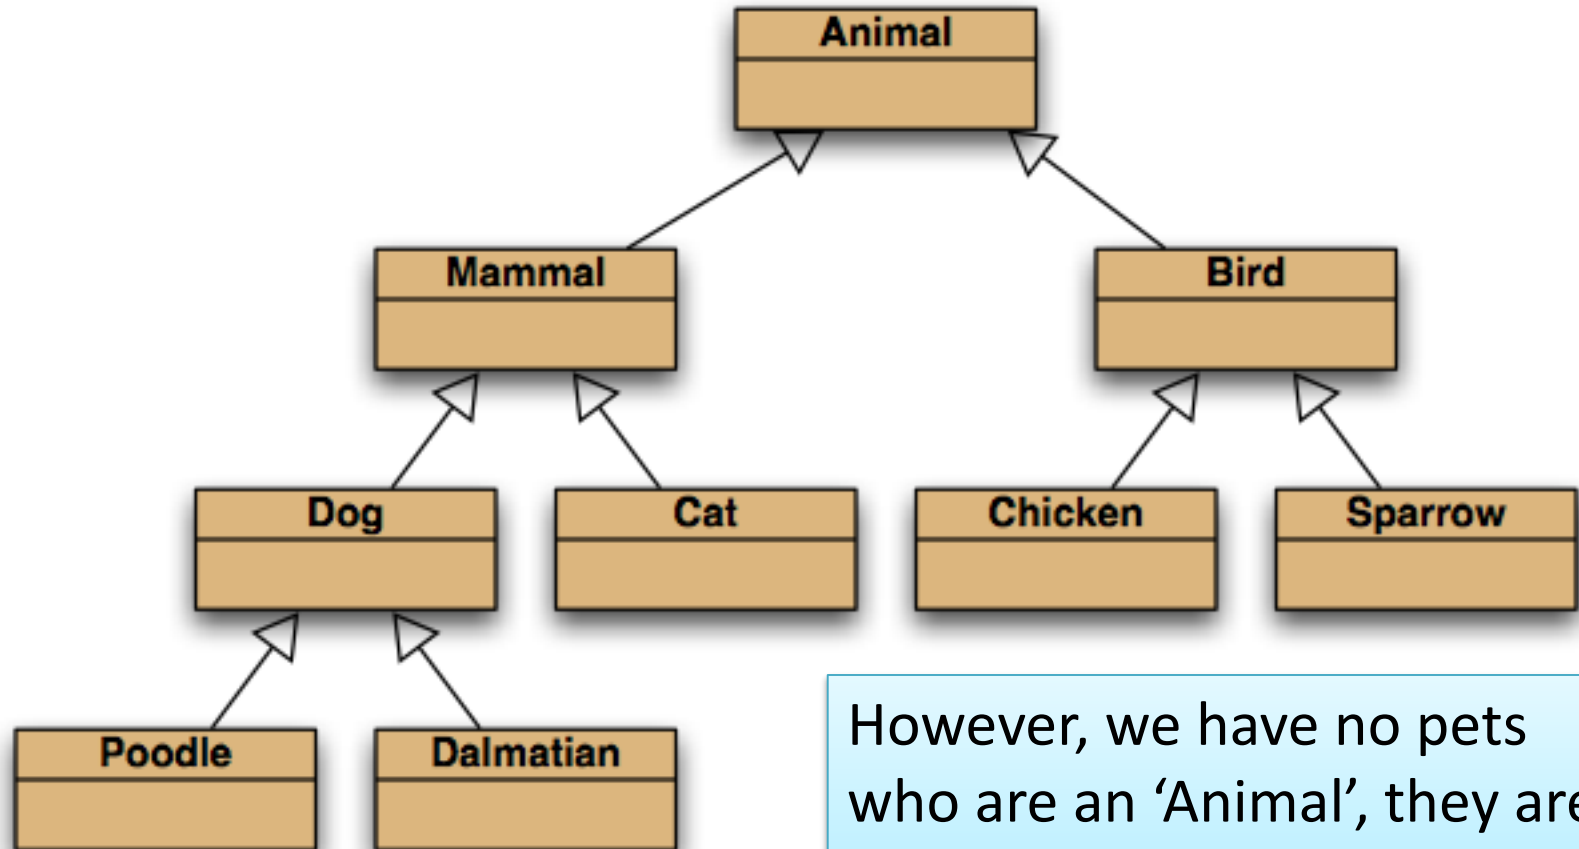 Animal
Mammal
Bird
Dog
Cat
Chicken
Sparrow
Poodle
Dalmatian
However, we have no pets
who are an ‘Animal’, they are